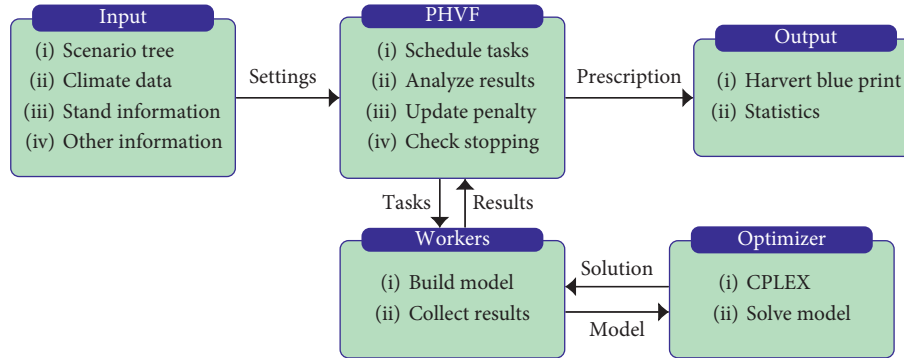 Input
(i) Scenario tree
(ii) Climate data
(iii) Stand information
(iv) Other information
Settings
PHVF
(i) Schedule tasks
(ii) Analyze results
(iii) Update penalty
(iv) Check stopping
Prescription
Output
(i) Harvert blue print
(ii) Statistics
Tasks
Results
Workers
(i) Build model
(ii) Collect results
Solution
Model
Optimizer
(i) CPLEX
(ii) Solve model